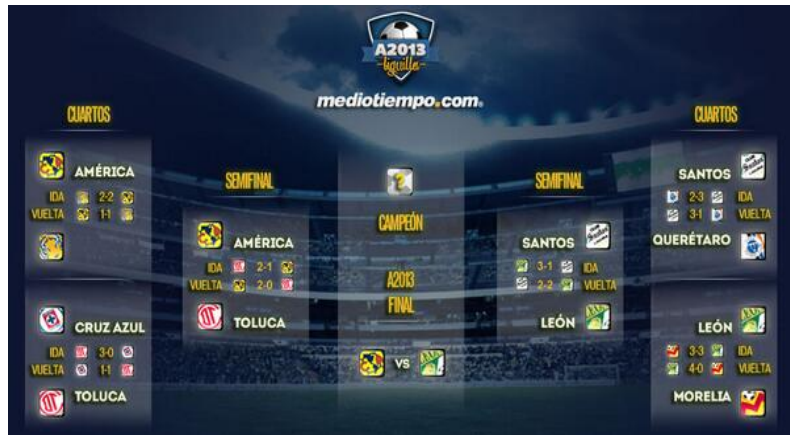 A2013
liguilla
mediotiempo.com
CUARTOS
AMÉRICA
IDA 2-2
VUELTA 1-1
CRUZ AZUL
IDA 3-0
VUELTA 1-1
TOLUCA
SEMIFINAL
AMÉRICA
IDA 2-1
VUELTA 2-0
TOLUCA
?
CAMPEÓN
A2013
FINAL
VS
SEMIFINAL
SANTOS
3-1 IDA
2-2 VUELTA
LEÓN
CUARTOS
SANTOS
2-3 IDA
3-1 VUELTA
QUERÉTARO
LEÓN
3-3 IDA
4-0 VUELTA
MORELIA